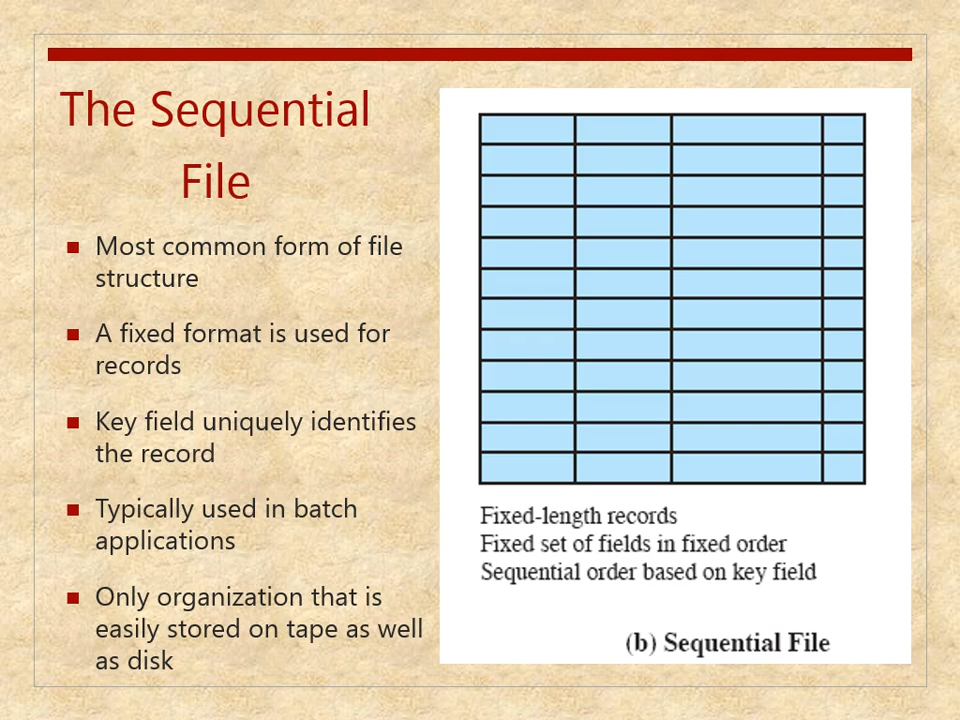 The Sequential
File
Most common form of file
structure
A fixed format is used for
records
Key field uniquely identifies
the record
Typically used in batch
applications
Only organization that is
easily stored on tape as well
as disk
Fixed-length records
Fixed set of fields in fixed order
Sequential order based on key field
(b) Sequential File